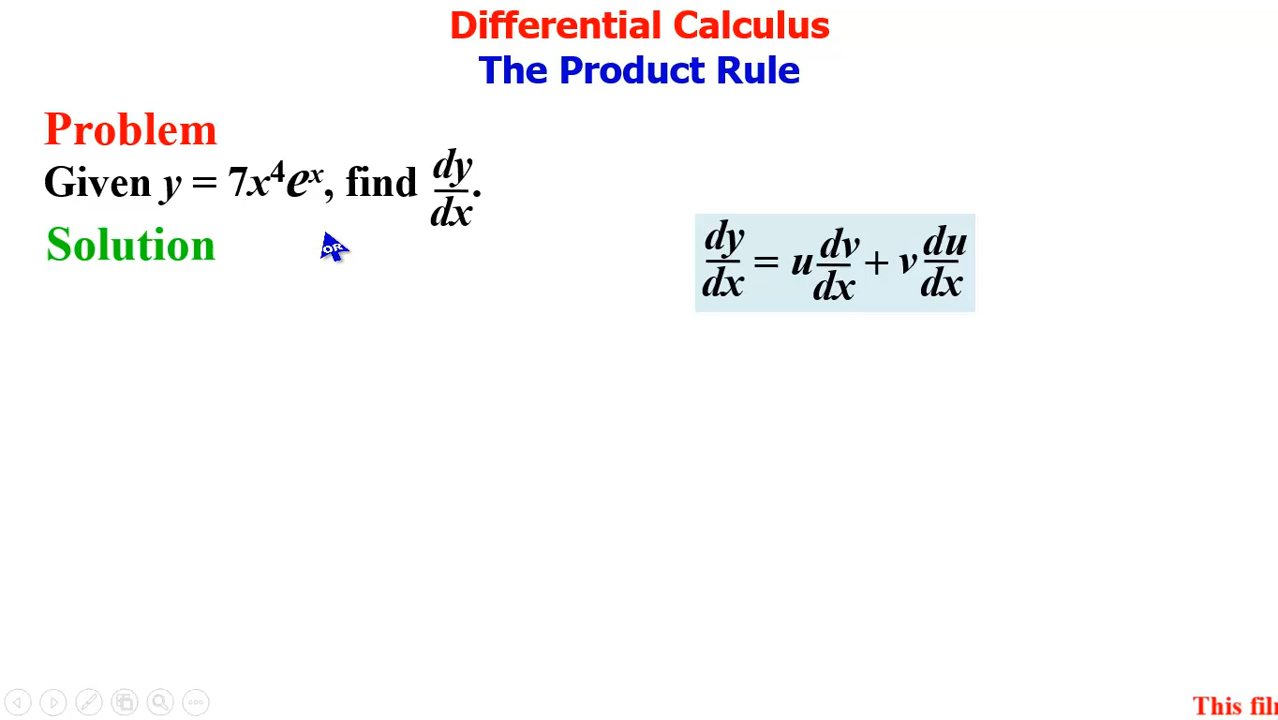 Differential Calculus
The Product Rule
Problem
Given y = 7x⁴eˣ, find dy/dx.
Solution
OR
dy/dx = u dv/dx + v du/dx
This